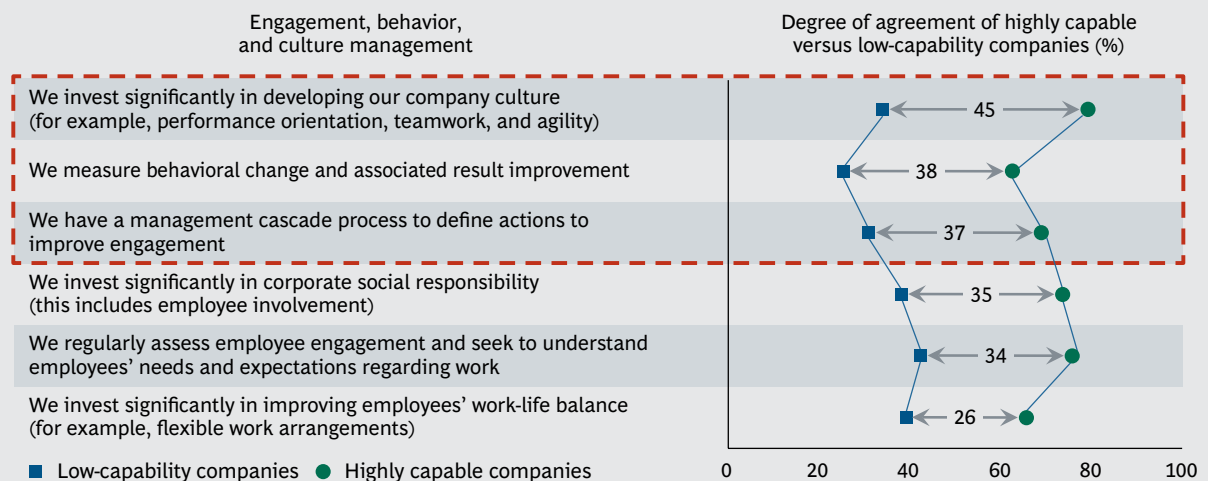 Engagement, behavior,
and culture management
Degree of agreement of highly capable
versus low-capability companies (%)
We invest significantly in developing our company culture
(for example, performance orientation, teamwork, and agility)
45
We measure behavioral change and associated result improvement
38
We have a management cascade process to define actions to
improve engagement
37
We invest significantly in corporate social responsibility
(this includes employee involvement)
35
We regularly assess employee engagement and seek to understand
employees’ needs and expectations regarding work
34
We invest significantly in improving employees’ work-life balance
(for example, flexible work arrangements)
26
Low-capability companies Highly capable companies
0 20 40 60 80 100